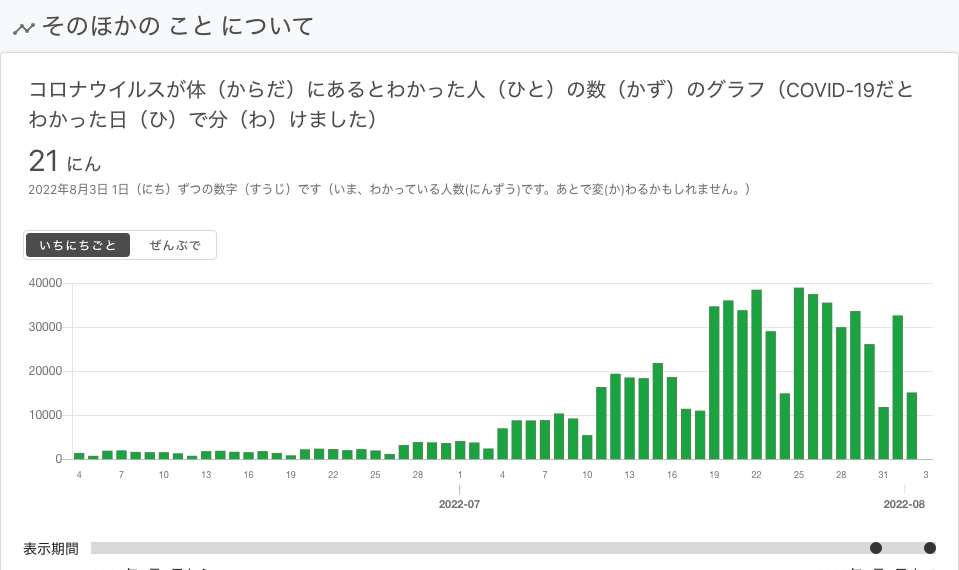 そのほかの こと について
コロナウイルスが体（からだ）にあるとわかった人（ひと）の数（かず）のグラフ（COVID-19だと
わかった日（ひ）で分（わ）けました）
21 にん
2022年8月3日 1日（にち）ずつの数字（すうじ）です（いま、わかっている人数(にんずう)です。あとで変(か)わるかもしれません。）
いちにちごと ぜんぶで
40000
30000
20000
10000
0
4 7 10 13 16 19 22 25 28 1 4 7 10 13 16 19 22 25 28 31 3
2022-07 2022-08
表示期間